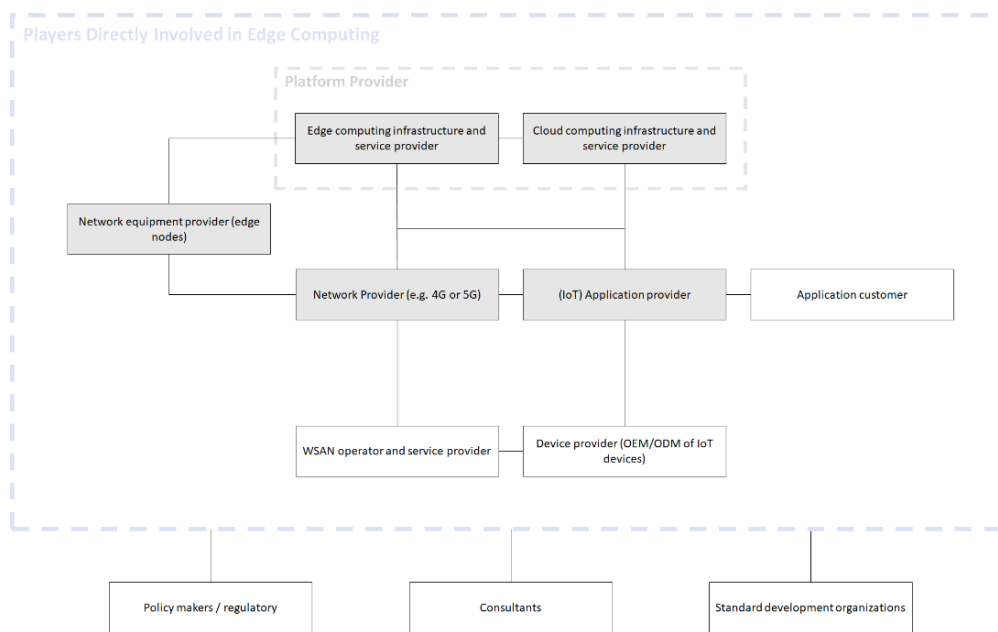 Players Directly Involved in Edge Computing
Platform Provider
Edge computing infrastructure and
service provider
Cloud computing infrastructure and
service provider
Network equipment provider (edge
nodes)
Network Provider (e.g. 4G or 5G)
(IoT) Application provider
Application customer
WSAN operator and service provider
Device provider (OEM/ODM of IoT
devices)
Policy makers / regulatory
Consultants
Standard development organizations